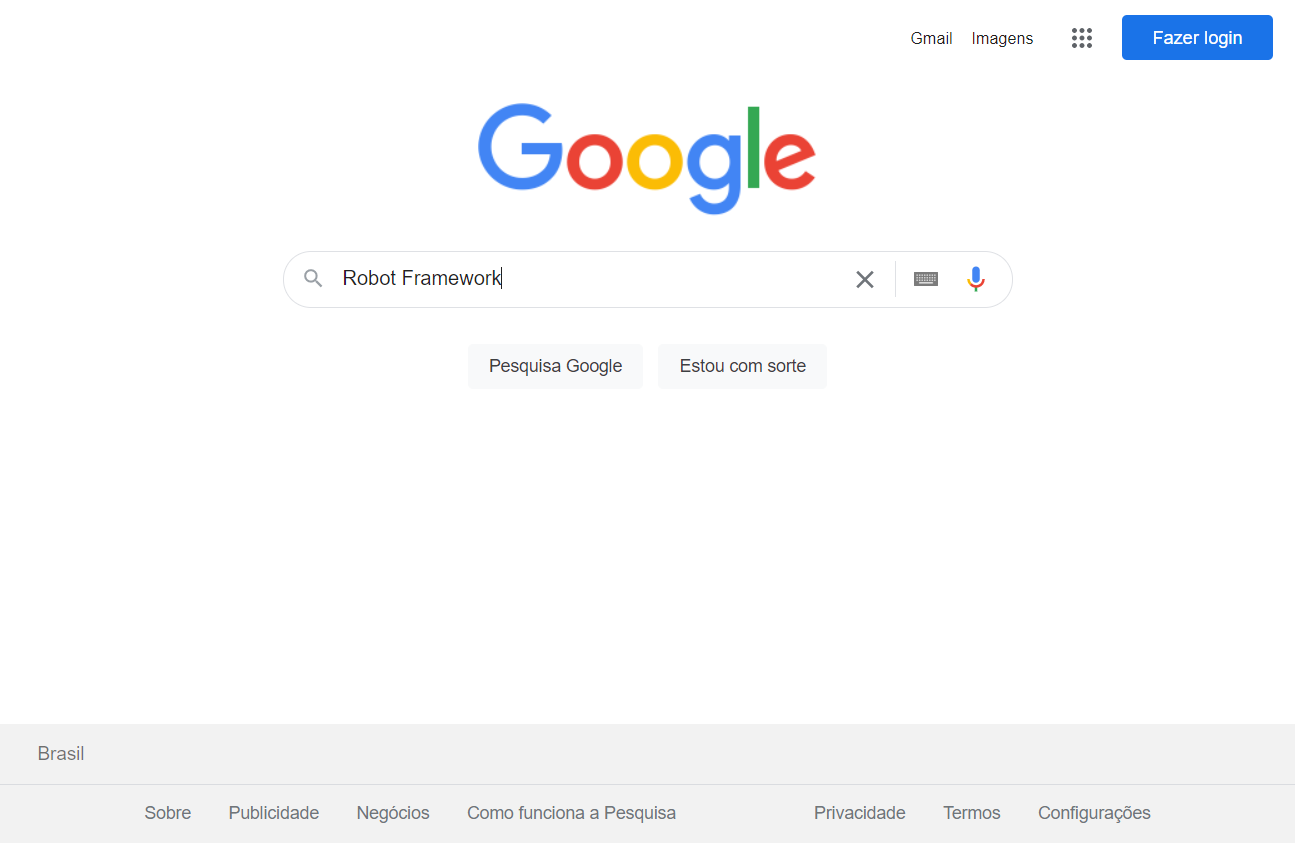 Gmail Imagens Fazer login
Google
Robot Framework
Pesquisa Google Estou com sorte
Brasil
Sobre Publicidade Negócios Como funciona a Pesquisa Privacidade Termos Configurações